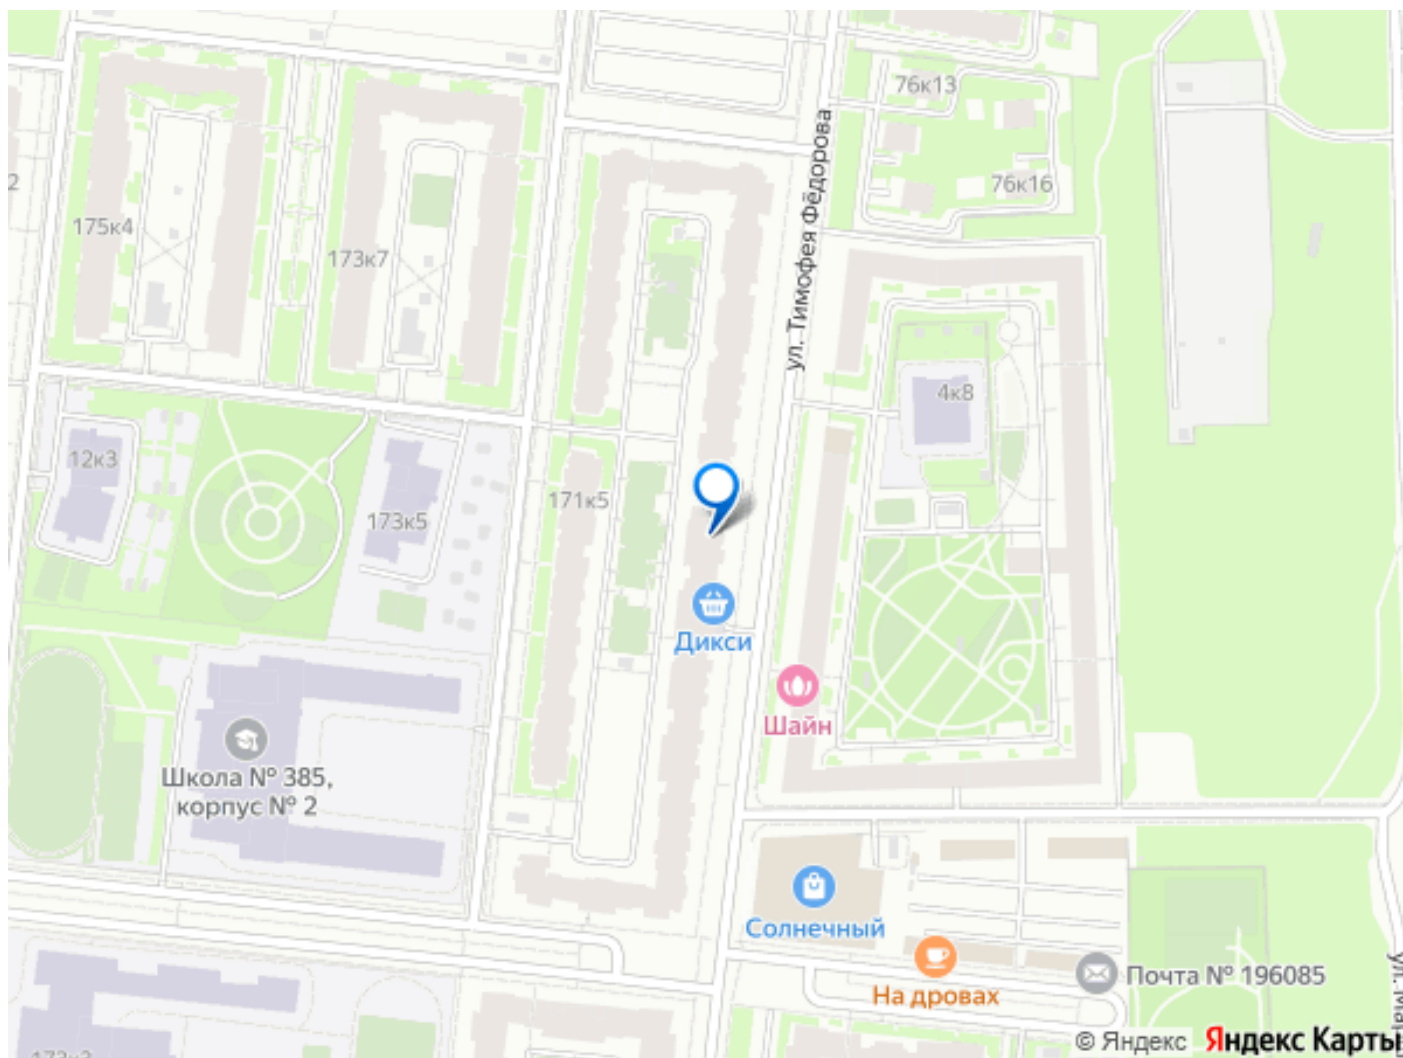 76к13
ул. Тимофея Фёдорова
76к16
2
175к4
173к7
4к8
12к3
171к5
173к5
Дикси
Шайн
Школа № 385,
корпус № 2
Солнечный
На дровах
Почта № 196085
© Яндекс Яндекс Карты